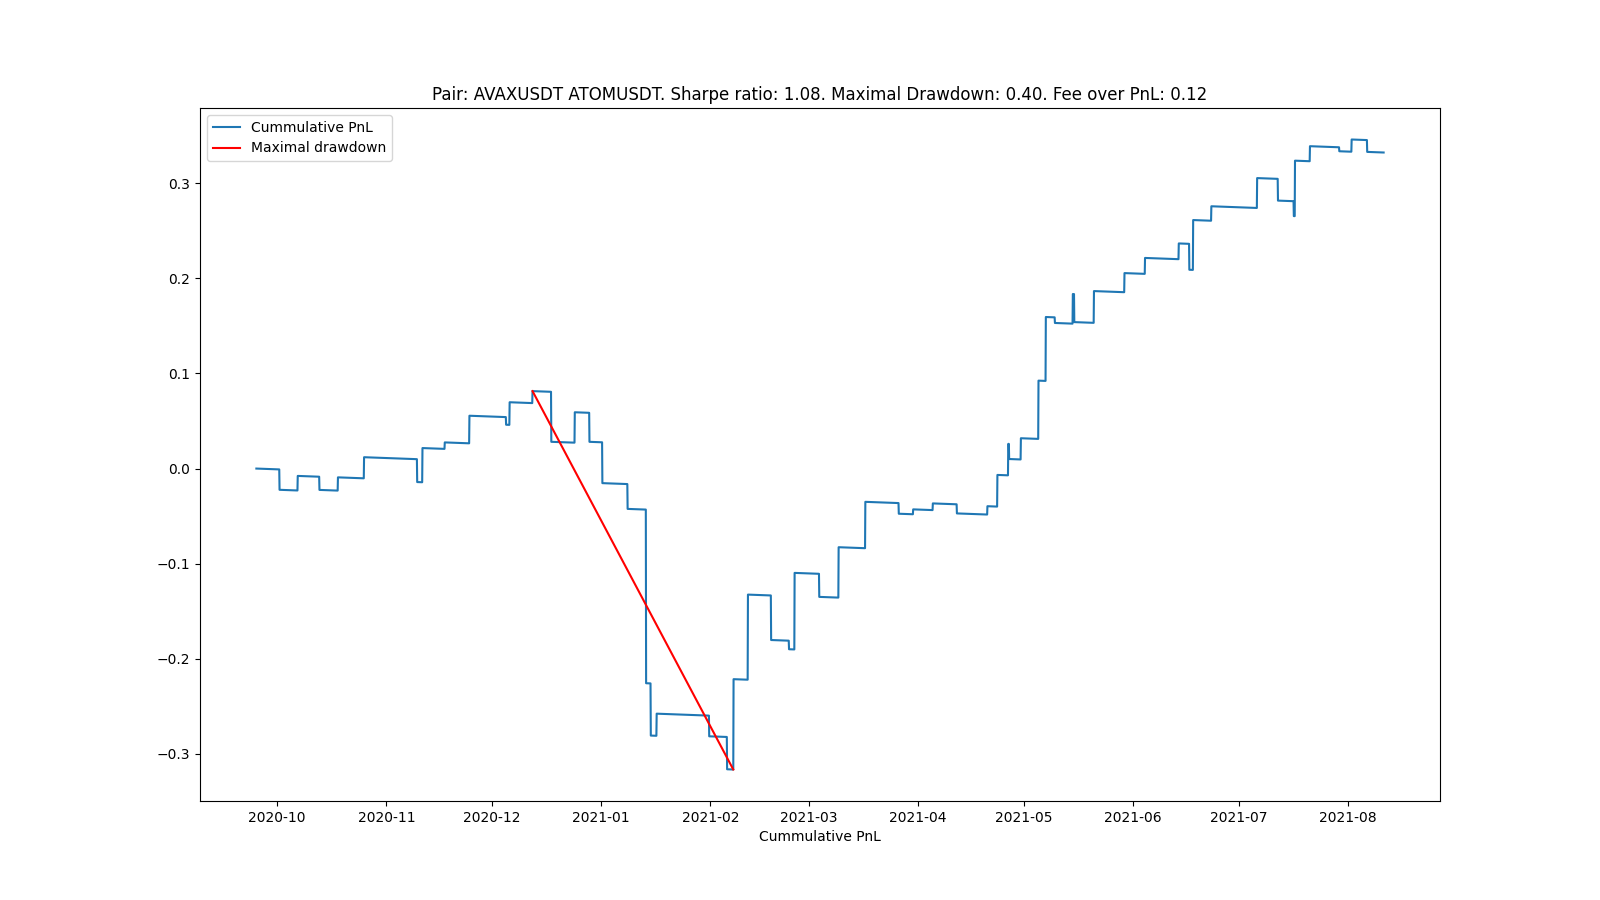 Pair: AVAXUSDT ATOMUSDT. Sharpe ratio: 1.08. Maximal Drawdown: 0.40. Fee over PnL: 0.12
Cummulative PnL
Maximal drawdown
0.3
0.2
0.1
0.0
−0.1
−0.2
−0.3
2020-10 2020-11 2020-12 2021-01 2021-02 2021-03 2021-04 2021-05 2021-06 2021-07 2021-08
Cummulative PnL